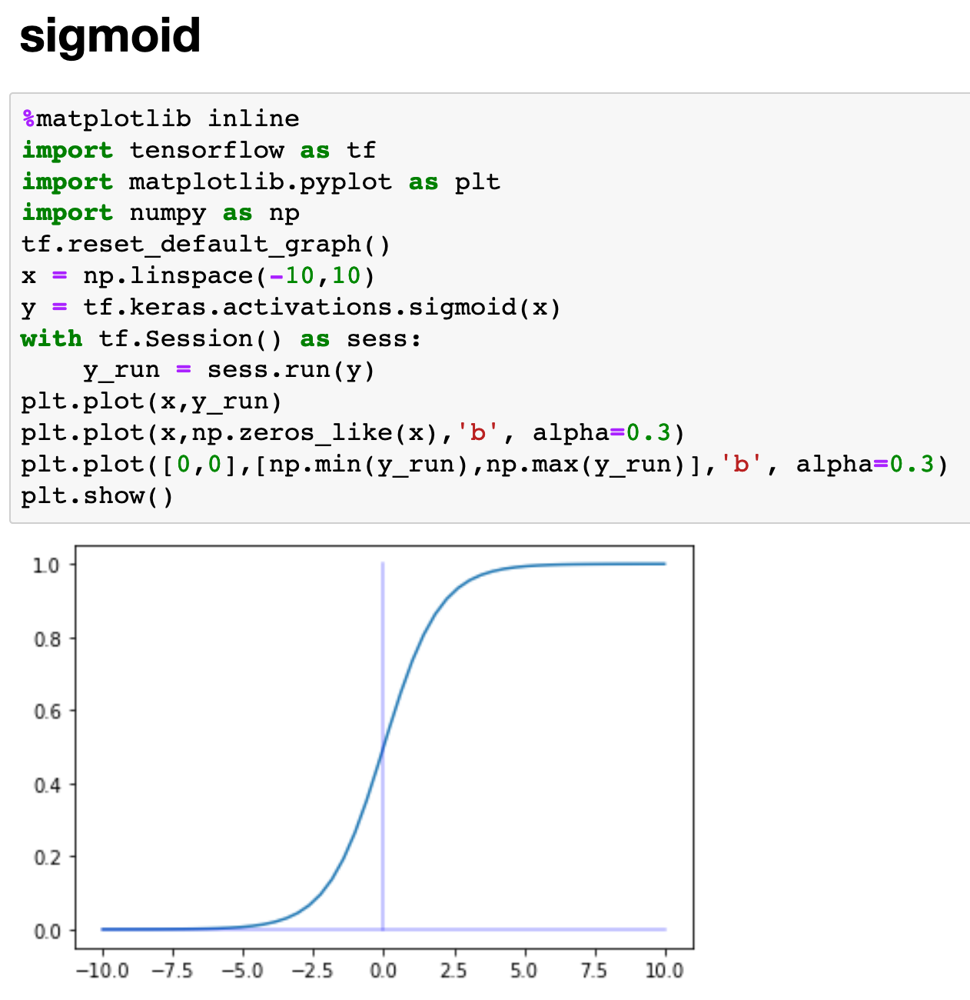 sigmoid
%matplotlib inline
import tensorflow as tf
import matplotlib.pyplot as plt
import numpy as np
tf.reset_default_graph()
x = np.linspace(-10,10)
y = tf.keras.activations.sigmoid(x)
with tf.Session() as sess:
    y_run = sess.run(y)
plt.plot(x,y_run)
plt.plot(x,np.zeros_like(x),'b', alpha=0.3)
plt.plot([0,0],[np.min(y_run),np.max(y_run)],'b', alpha=0.3)
plt.show()
1.0
0.8
0.6
0.4
0.2
0.0
−10.0 −7.5 −5.0 −2.5 0.0 2.5 5.0 7.5 10.0